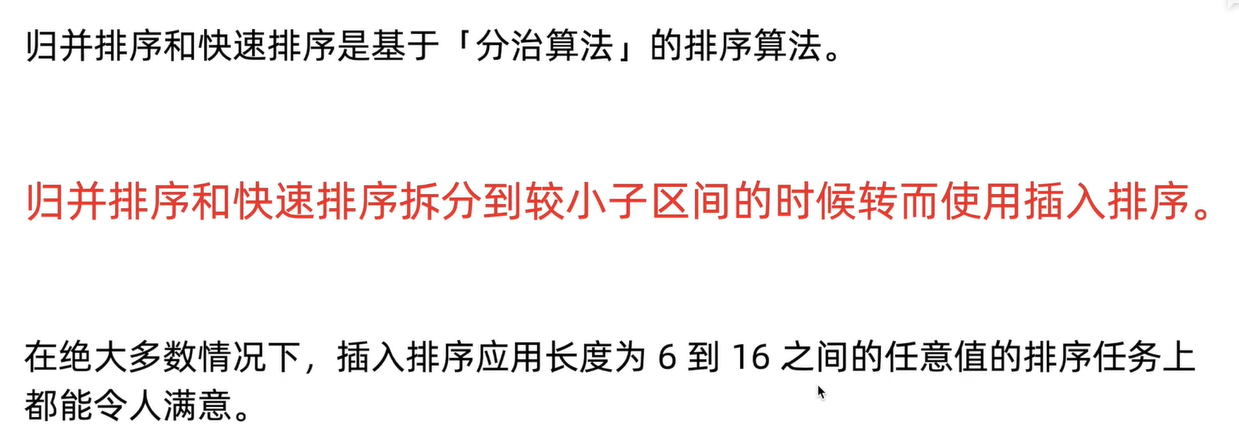 归并排序和快速排序是基于「分治算法」的排序算法。
归并排序和快速排序拆分到较小子区间的时候转而使用插入排序。
在绝大多数情况下，插入排序应用长度为 6 到 16 之间的任意值的排序任务上
都能令人满意。